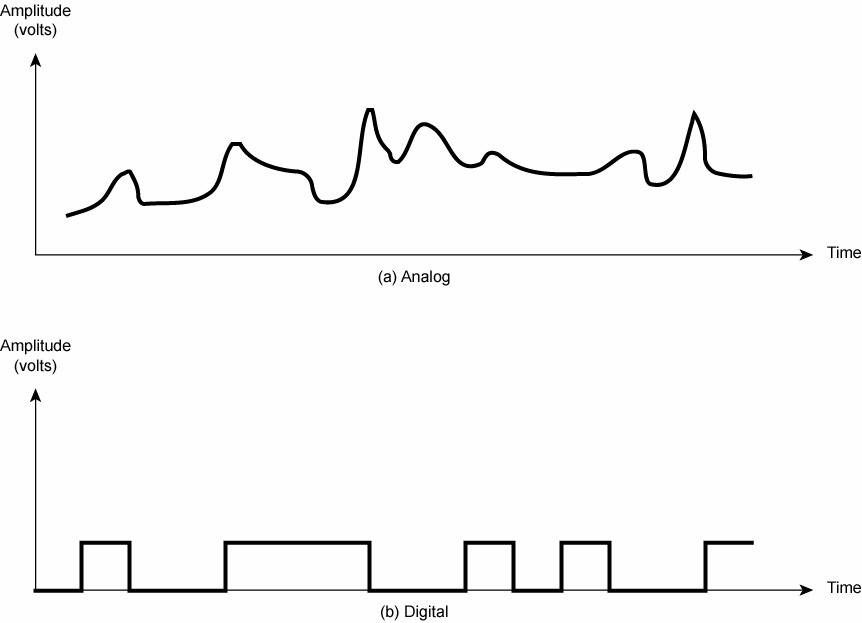 Amplitude
(volts)
Time
(a) Analog
Amplitude
(volts)
Time
(b) Digital